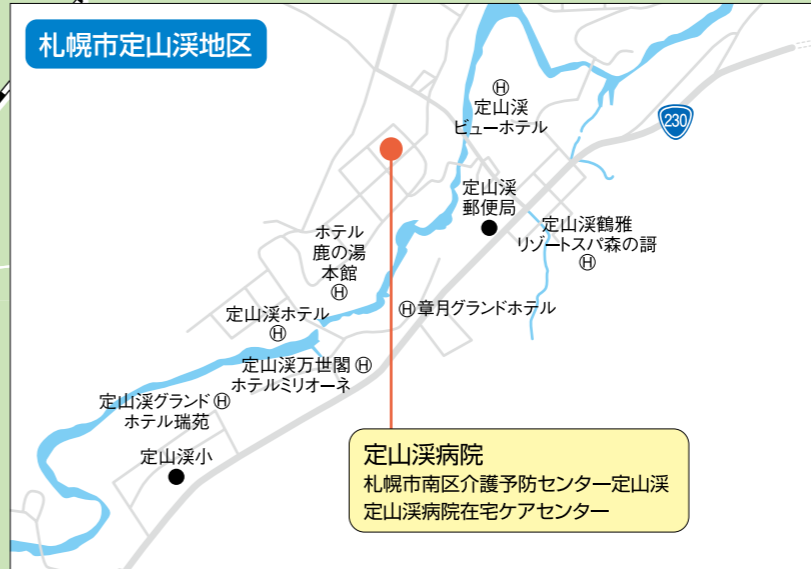 札幌市定山渓地区
Ⓗ
定山渓
ビューホテル
230
定山渓
郵便局
定山渓鶴雅
リゾートスパ森の謌
Ⓗ
ホテル
鹿の湯
本館
Ⓗ
Ⓗ章月グランドホテル
定山渓ホテル
Ⓗ
定山渓万世閣Ⓗ
ホテルミリオーネ
定山渓グランドⒽ
ホテル瑞苑
定山渓小
定山渓病院
札幌市南区介護予防センター定山渓
定山渓病院在宅ケアセンター